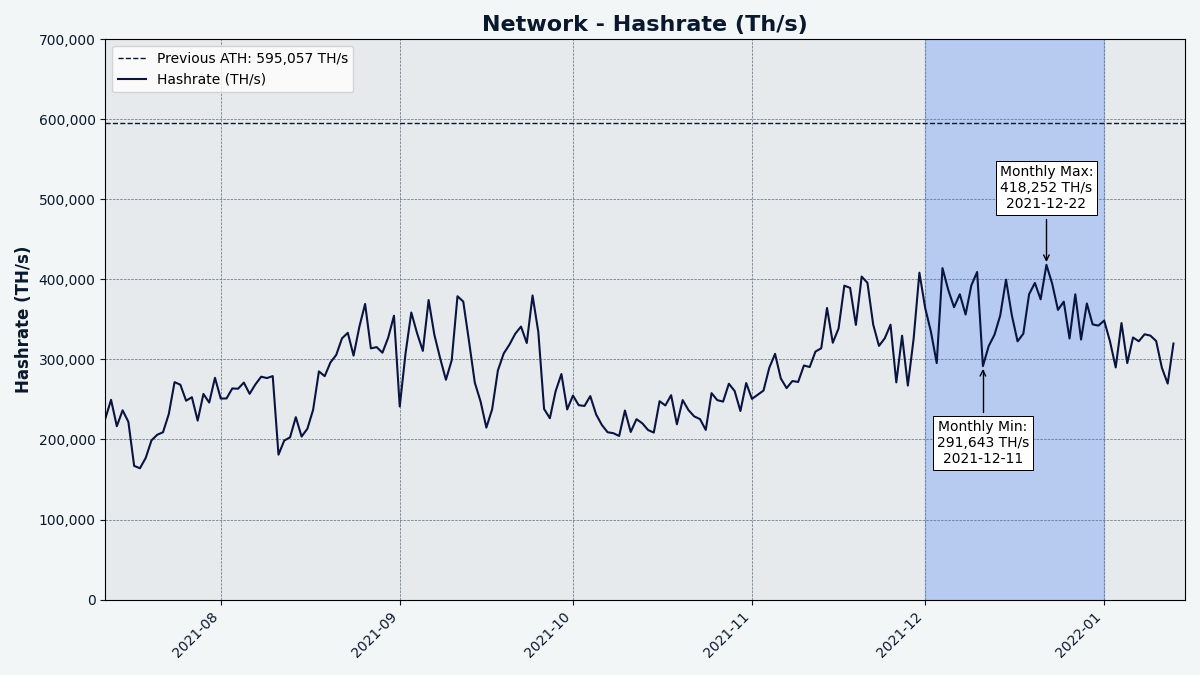 Network - Hashrate (Th/s)
Previous ATH: 595,057 TH/s
Hashrate (TH/s)
Hashrate (TH/s)
700,000
600,000
500,000
400,000
300,000
200,000
100,000
0
Monthly Max:
418,252 TH/s
2021-12-22
Monthly Min:
291,643 TH/s
2021-12-11
2021-08
2021-09
2021-10
2021-11
2021-12
2022-01